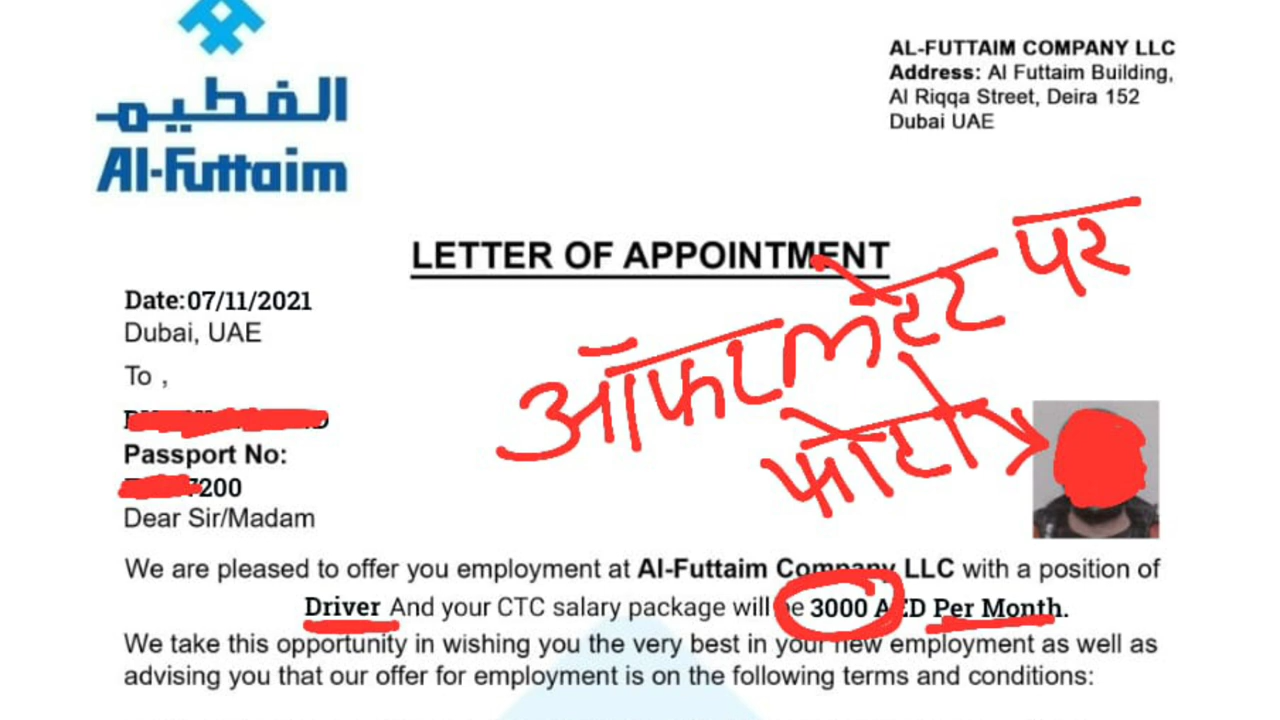 الفطيم
Al-Futtaim
AL-FUTTAIM COMPANY LLC
Address: Al Futtaim Building,
Al Riqqa Street, Deira 152
Dubai UAE
LETTER OF APPOINTMENT
ऑफर लेटर पर
फोटो
Date:07/11/2021
Dubai, UAE
To ,
Passport No:
7200
Dear Sir/Madam
We are pleased to offer you employment at Al-Futtaim Company LLC with a position of
Driver And your CTC salary package will be 3000 AED Per Month.
We take this opportunity in wishing you the very best in your new employment as well as
advising you that our offer for employment is on the following terms and conditions: